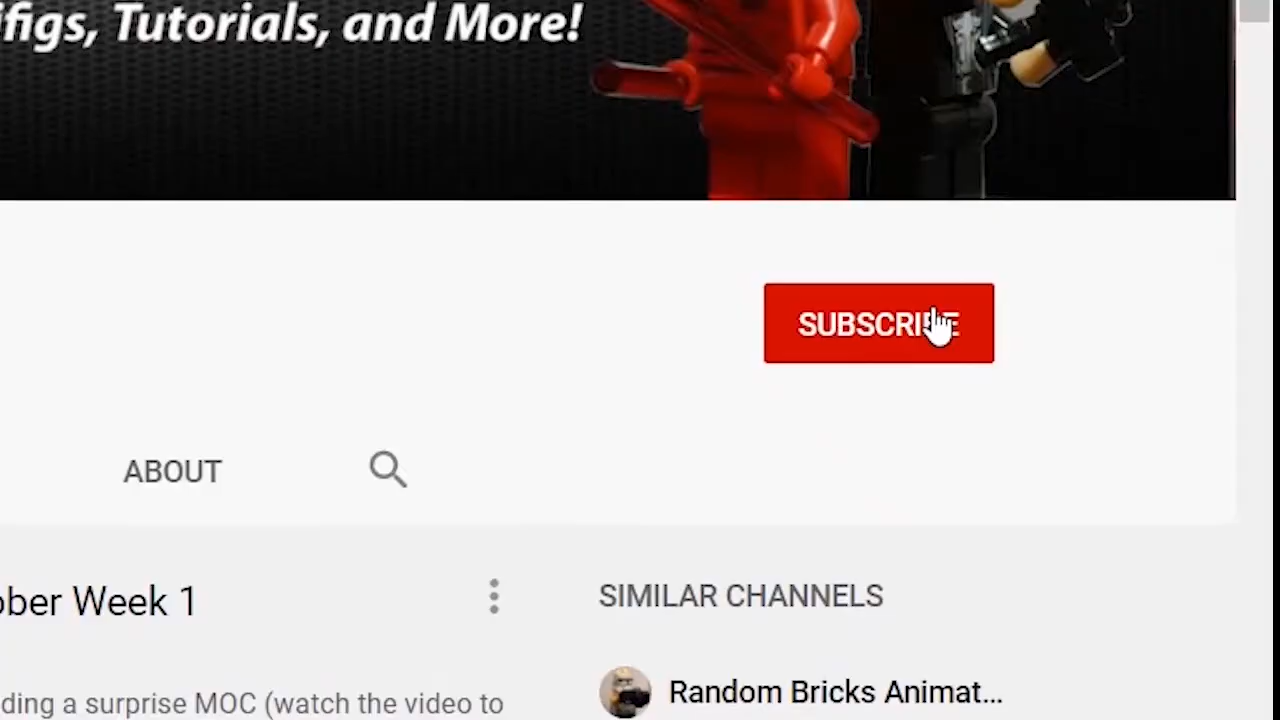 ifigs, Tutorials, and More!
SUBSCRIBE
ABOUT
ober Week 1
SIMILAR CHANNELS
ding a surprise MOC (watch the video to
Random Bricks Animat...